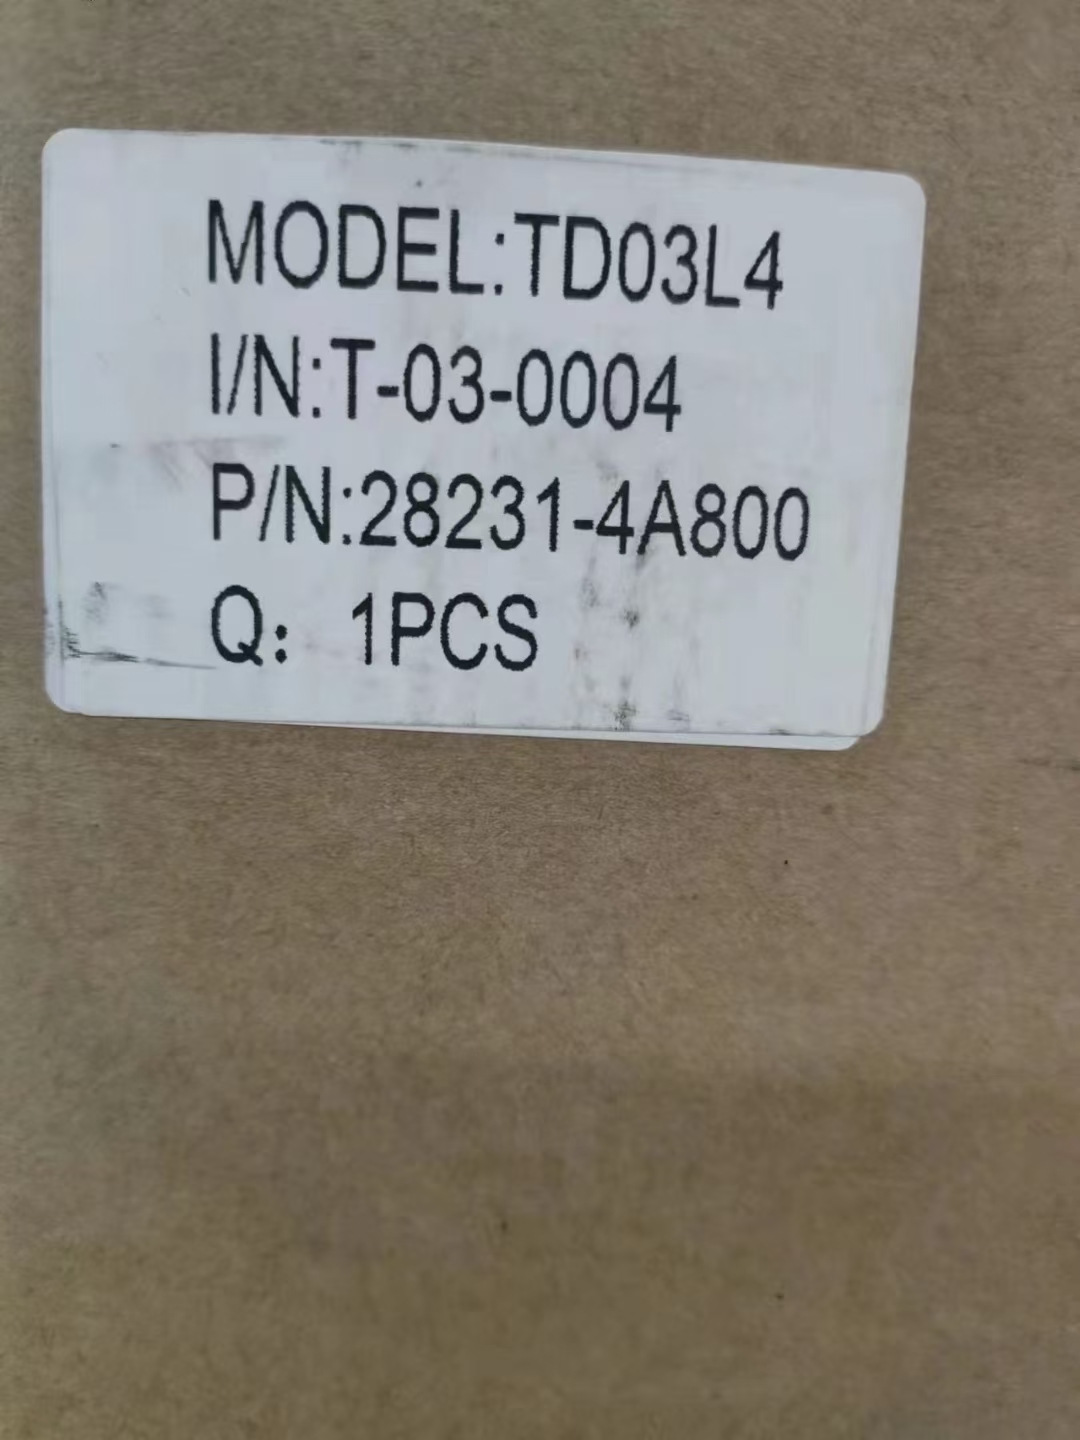 MODEL:TD03L4
I/N:T-03-0004
P/N:28231-4A800
Q: 1PCS